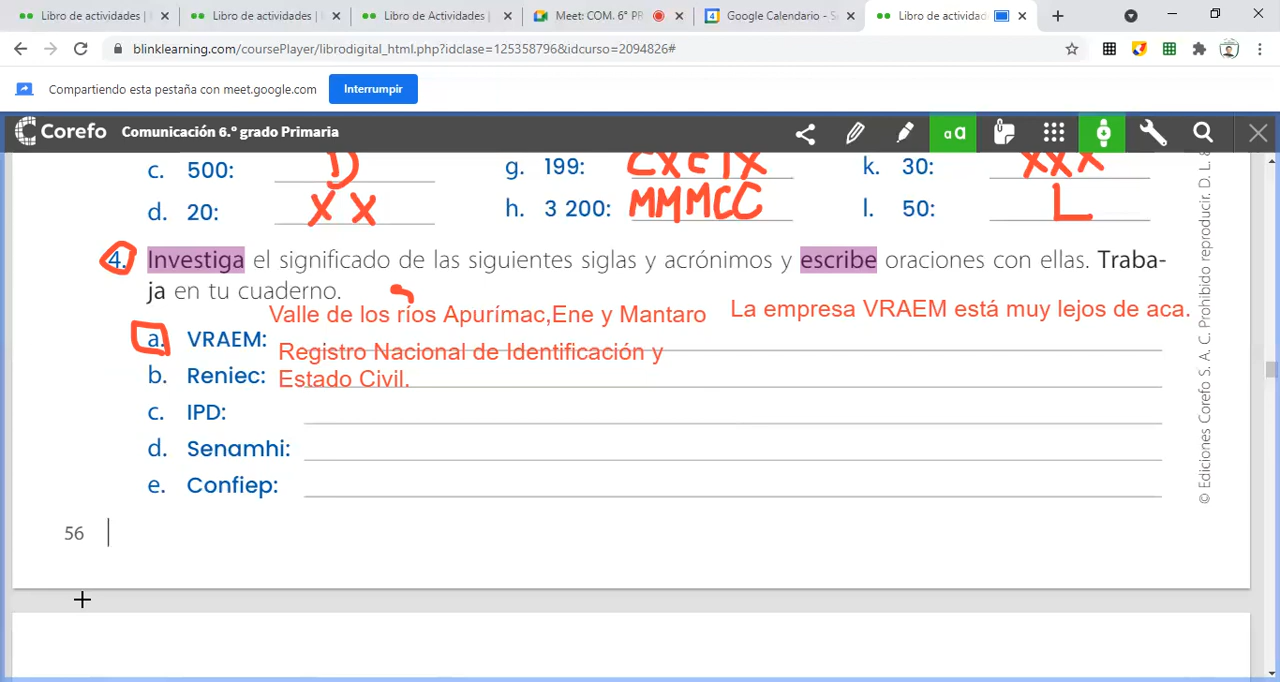 Libro de actividades |
Libro de actividades |
Libro de Actividades |
Meet: COM. 6° PR
Google Calendario - S
Libro de actividad
blinklearning.com/coursePlayer/librodigital_html.php?idclase=125358796&idcurso=2094826#
Compartiendo esta pestaña con meet.google.com
Interrumpir
Corefo
Comunicación 6.º grado Primaria
aa
c. 500: D
g. 199: CXCIX
k. 30: XXX
d. 20: XX
h. 3 200: MMMCC
l. 50: L
4. Investiga el significado de las siguientes siglas y acrónimos y escribe oraciones con ellas. Traba-
ja en tu cuaderno.
Valle de los ríos Apurímac,Ene y Mantaro
La empresa VRAEM está muy lejos de aca.
a. VRAEM:
Registro Nacional de Identificación y
b. Reniec:
Estado Civil.
c. IPD:
d. Senamhi:
e. Confiep:
56
© Ediciones Corefo S. A. C. Prohibido reproducir. D. L.